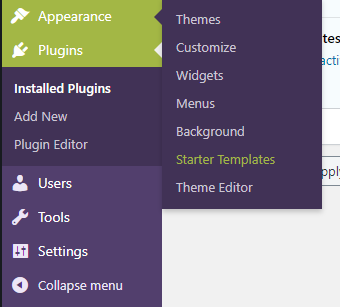 Appearance
Plugins
Installed Plugins
Add New
Plugin Editor
Users
Tools
Settings
Collapse menu
Themes
Customize
Widgets
Menus
Background
Starter Templates
Theme Editor